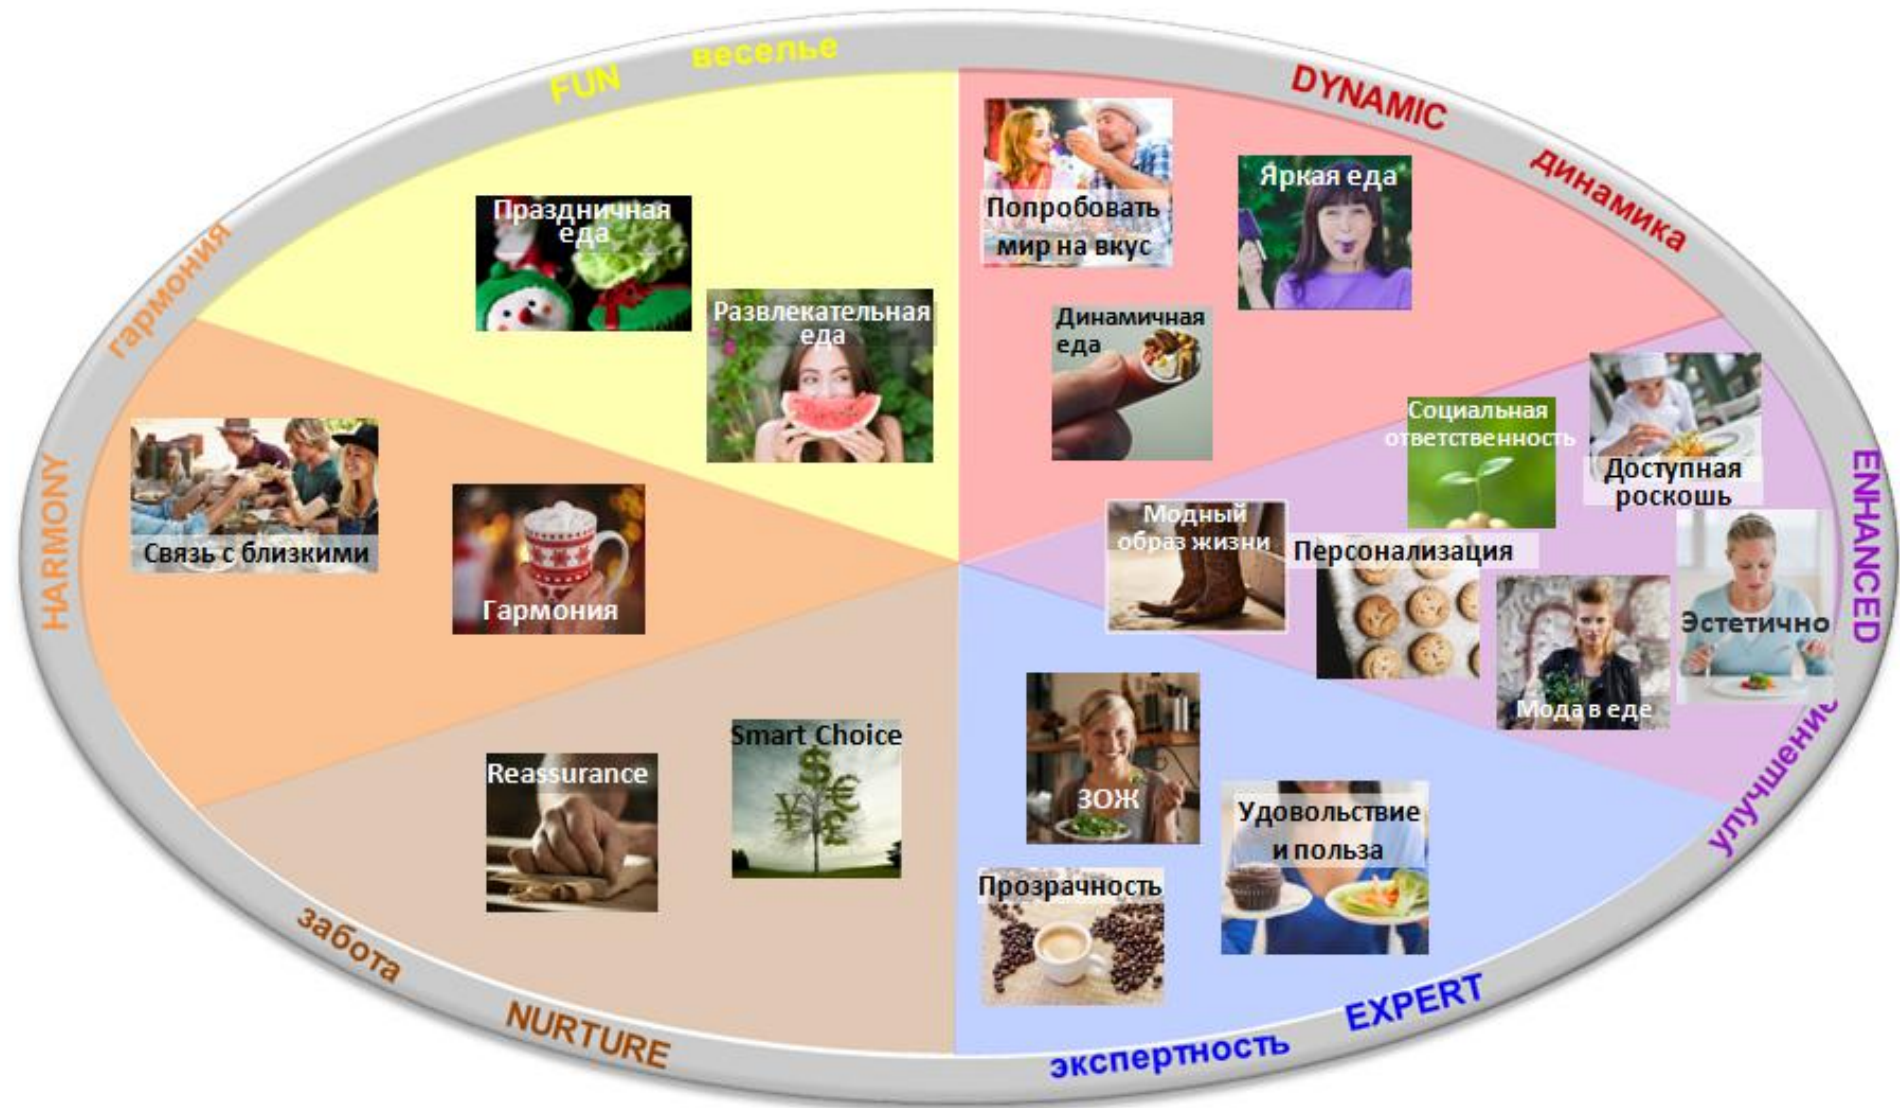 FUN веселье
DYNAMIC динамика
Праздничная
еда
Развлекательная
еда
Попробовать
мир на вкус
Яркая еда
Динамичная
еда
гармония
HARMONY
Связь с близкими
Гармония
Социальная
ответственность
Доступная
роскошь
Модный
образ жизни
Персонализация
Мода в еде
Эстетично
ENHANCED
улучшение
Reassurance
Smart Choice
забота
NURTURE
ЗОЖ
Удовольствие
и польза
Прозрачность
экспертность EXPERT